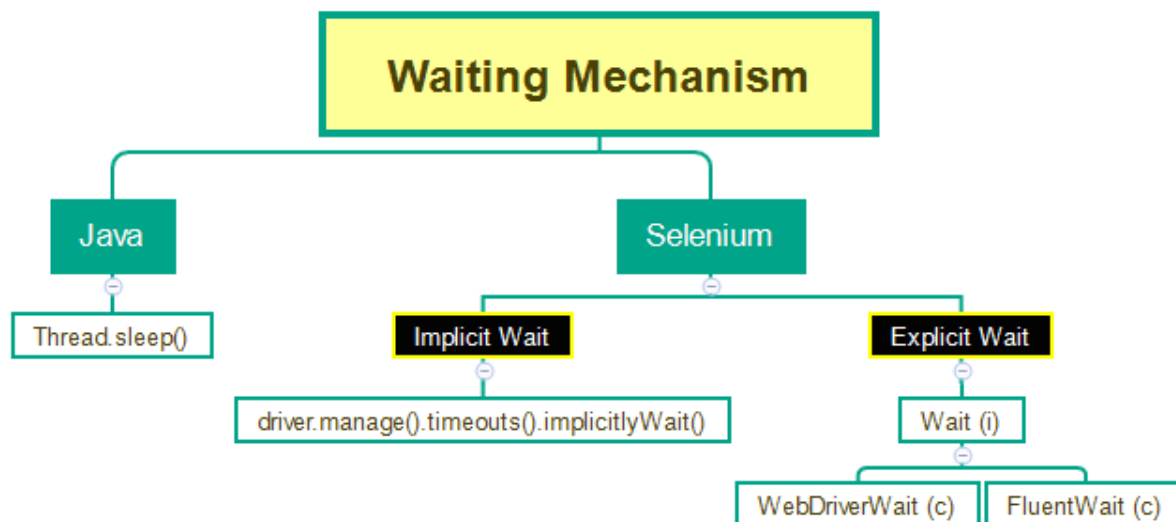 Waiting Mechanism
Java
Selenium
Thread.sleep()
Implicit Wait
Explicit Wait
driver.manage().timeouts().implicitlyWait()
Wait (i)
WebDriverWait (c)
FluentWait (c)